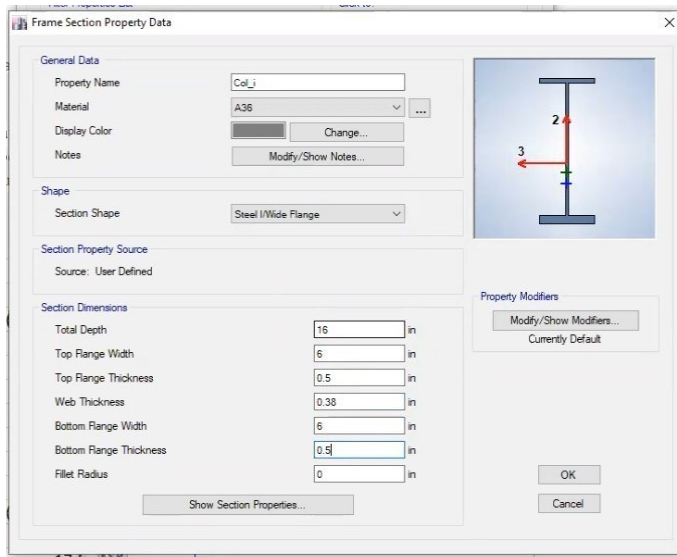 Frame Section Property Data
General Data
Property Name Col_i
Material A36 ...
Display Color Change...
Notes Modify/Show Notes...
2
3
Shape
Section Shape Steel I/Wide Flange
Section Property Source
Source: User Defined
Section Dimensions
Total Depth 16 in
Top Flange Width 6 in
Top Flange Thickness 0.5 in
Web Thickness 0.38 in
Bottom Flange Width 6 in
Bottom Flange Thickness 0.5 in
Fillet Radius 0 in
Show Section Properties...
Property Modifiers
Modify/Show Modifiers...
Currently Default
OK
Cancel